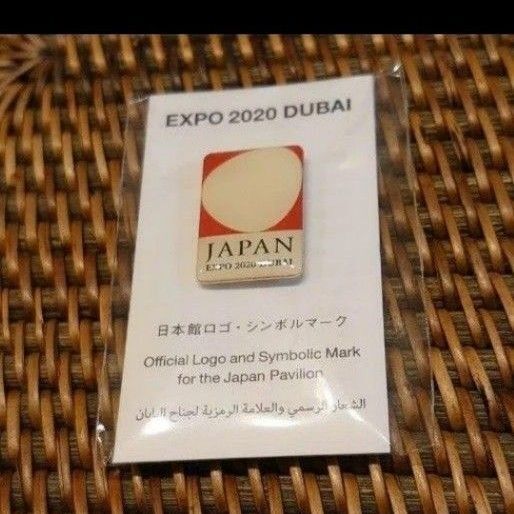 EXPO 2020 DUBAI
JAPAN
EXPO 2020 DUBAI
日本館ロゴ・シンボルマーク
Official Logo and Symbolic Mark
for the Japan Pavilion
الشعار الرسمي والعلامة الرمزية لجناح اليابان